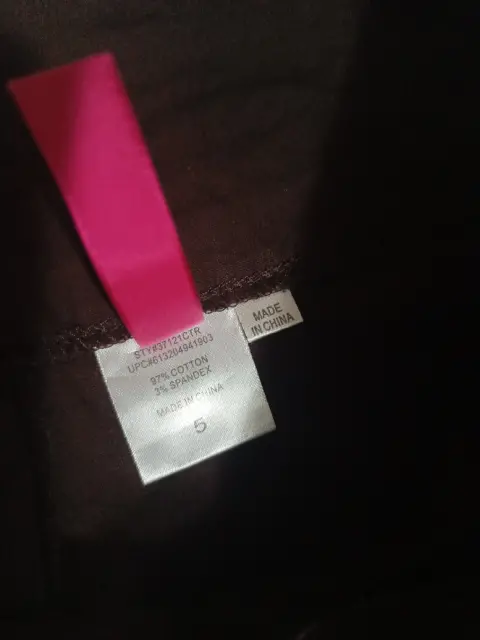 STY#37121CTR
UPC#613204941903
97% COTTON
3% SPANDEX
MADE IN CHINA
5
MADE
IN CHINA